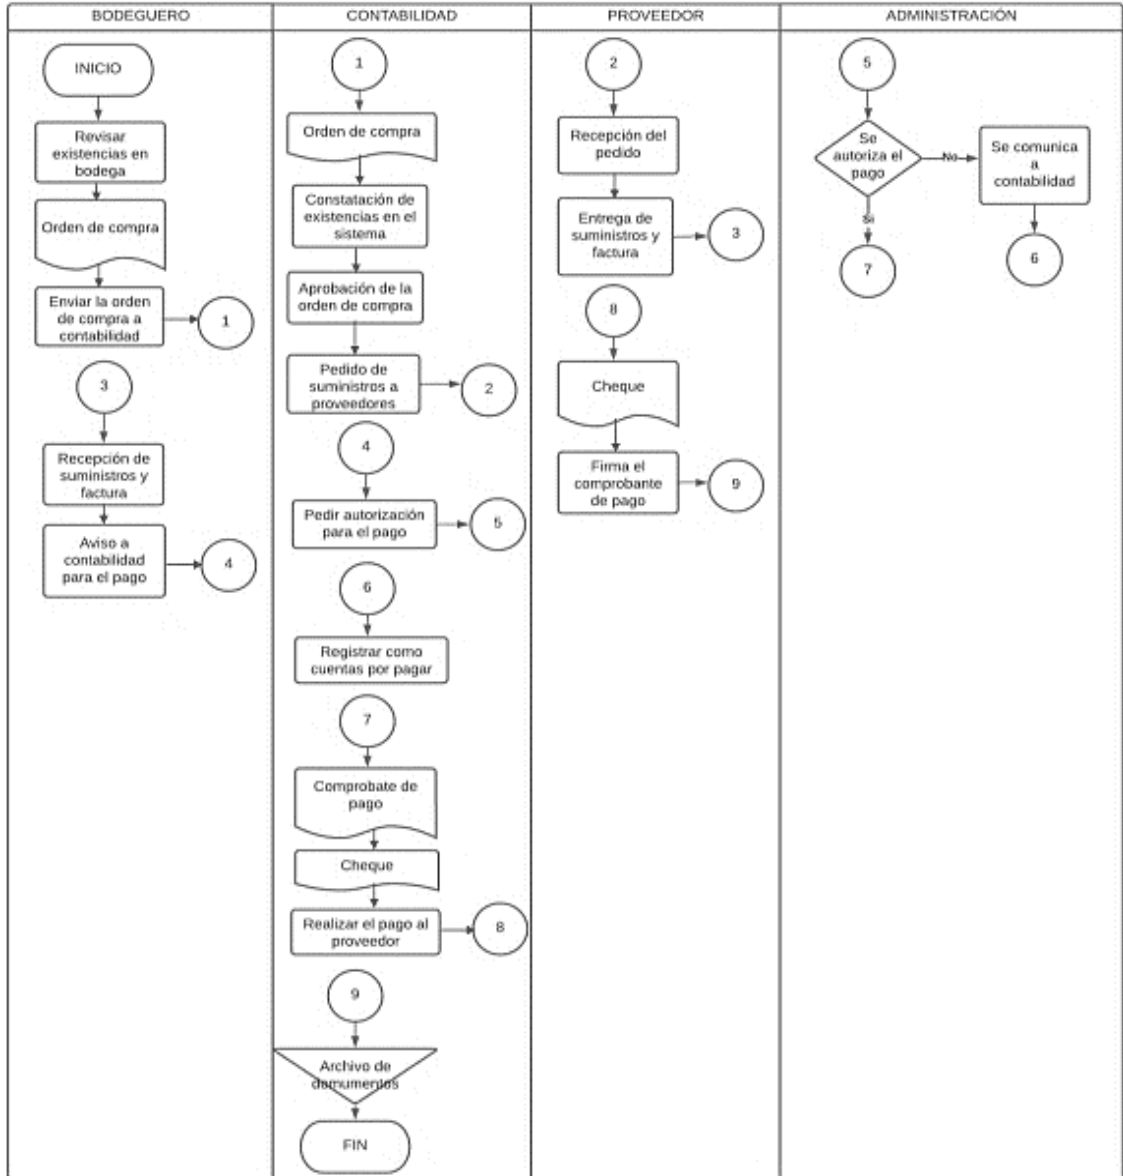 BODEGUERO
INICIO
Revisar
existencias en
bodega
Orden de compra
Enviar la orden
de compra a
contabilidad
1
3
Recepción de
suministros y
factura
Aviso a
contabilidad
para el pago
4
CONTABILIDAD
1
Orden de compra
Constatación de
existencias en el
sistema
Aprobación de la
orden de compra
Pedido de
suministros a
proveedores
2
4
Pedir autorización
para el pago
5
6
Registrar como
cuentas por pagar
7
Comprobate de
pago
Cheque
Realizar el pago al
proveedor
8
9
Archivo de
domumentos
FIN
PROVEEDOR
2
Recepción del
pedido
Entrega de
suministros y
factura
3
8
Cheque
Firma el
comprobante
de pago
9
ADMINISTRACIÓN
5
Se
autoriza el
pago
No
Se comunica
a
contabilidad
Si
7
6